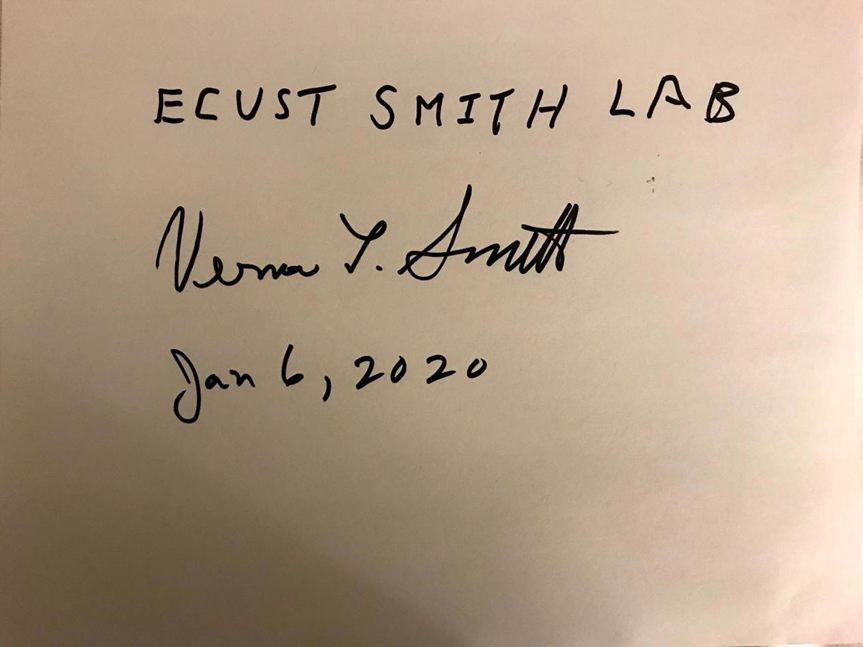 ECUST SMITH LAB
Verna Y. Smith
Jan 6, 2020